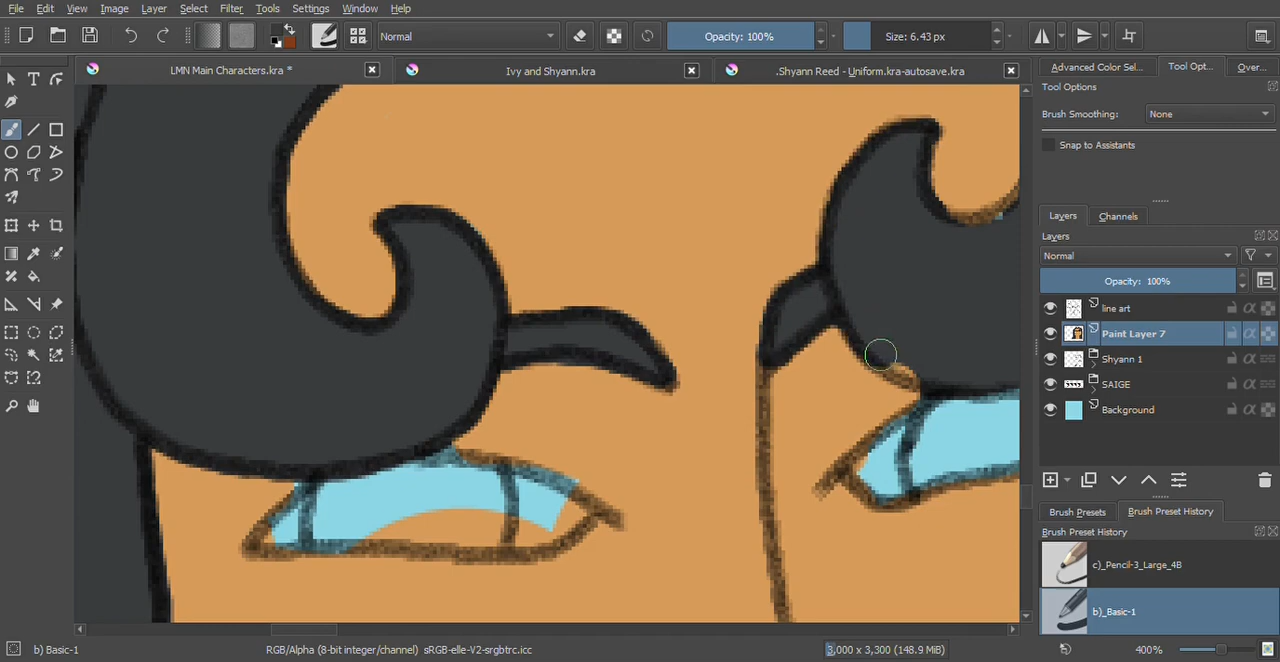 File Edit View Image Layer Select Filter Tools Settings Window Help
Normal Opacity: 100% Size: 6.43 px
LMN Main Characters.kra * Ivy and Shyann.kra .Shyann Reed - Uniform.kra-autosave.kra
Advanced Color Sel... Tool Opt... Over...
Tool Options
Brush Smoothing: None
Snap to Assistants
Layers Channels
Layers
Normal
Opacity: 100%
line art
Paint Layer 7
Shyann 1
SAIGE
Background
Brush Presets Brush Preset History
Brush Preset History
c)_Pencil-3_Large_4B
b)_Basic-1
b) Basic-1 RGB/Alpha (8-bit integer/channel) sRGB-elle-V2-srgbtrc.icc 3,000 x 3,300 (148.9 MiB) 400%